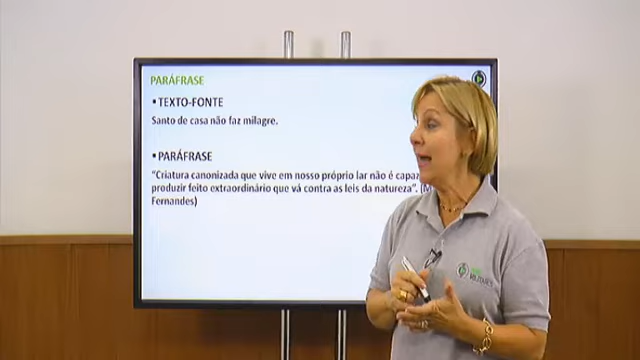 PARÁFRASE
• TEXTO-FONTE
Santo de casa não faz milagre.
• PARÁFRASE
“Criatura canonizada que vive em nosso próprio lar não é capa
produzir feito extraordinário que vá contra as leis da natureza”. (M
Fernandes)